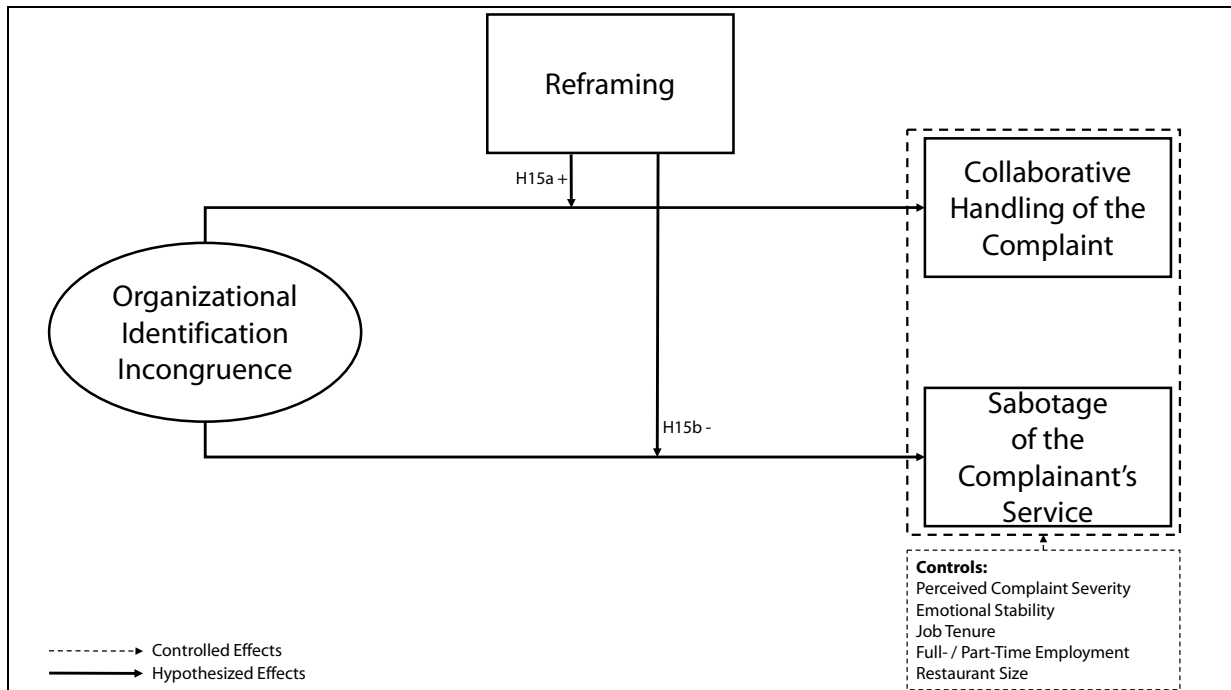 Reframing
H15a +
Collaborative
Handling of the
Complaint
Organizational
Identification
Incongruence
H15b -
Sabotage
of the
Complainant's
Service
Controls:
Perceived Complaint Severity
Emotional Stability
Job Tenure
Full- / Part-Time Employment
Restaurant Size
Controlled Effects
Hypothesized Effects